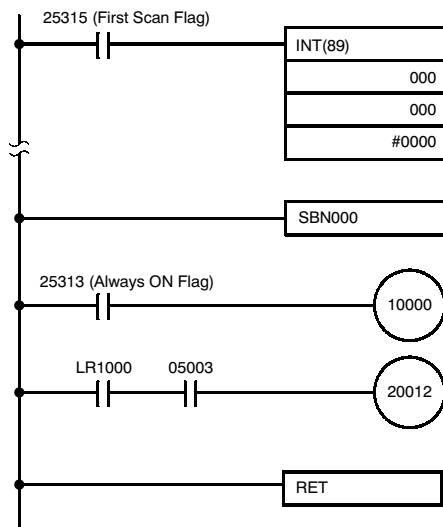 25315 (First Scan Flag)
INT(89)
000
000
#0000
SBN000
25313 (Always ON Flag)
10000
LR1000 05003
20012
RET